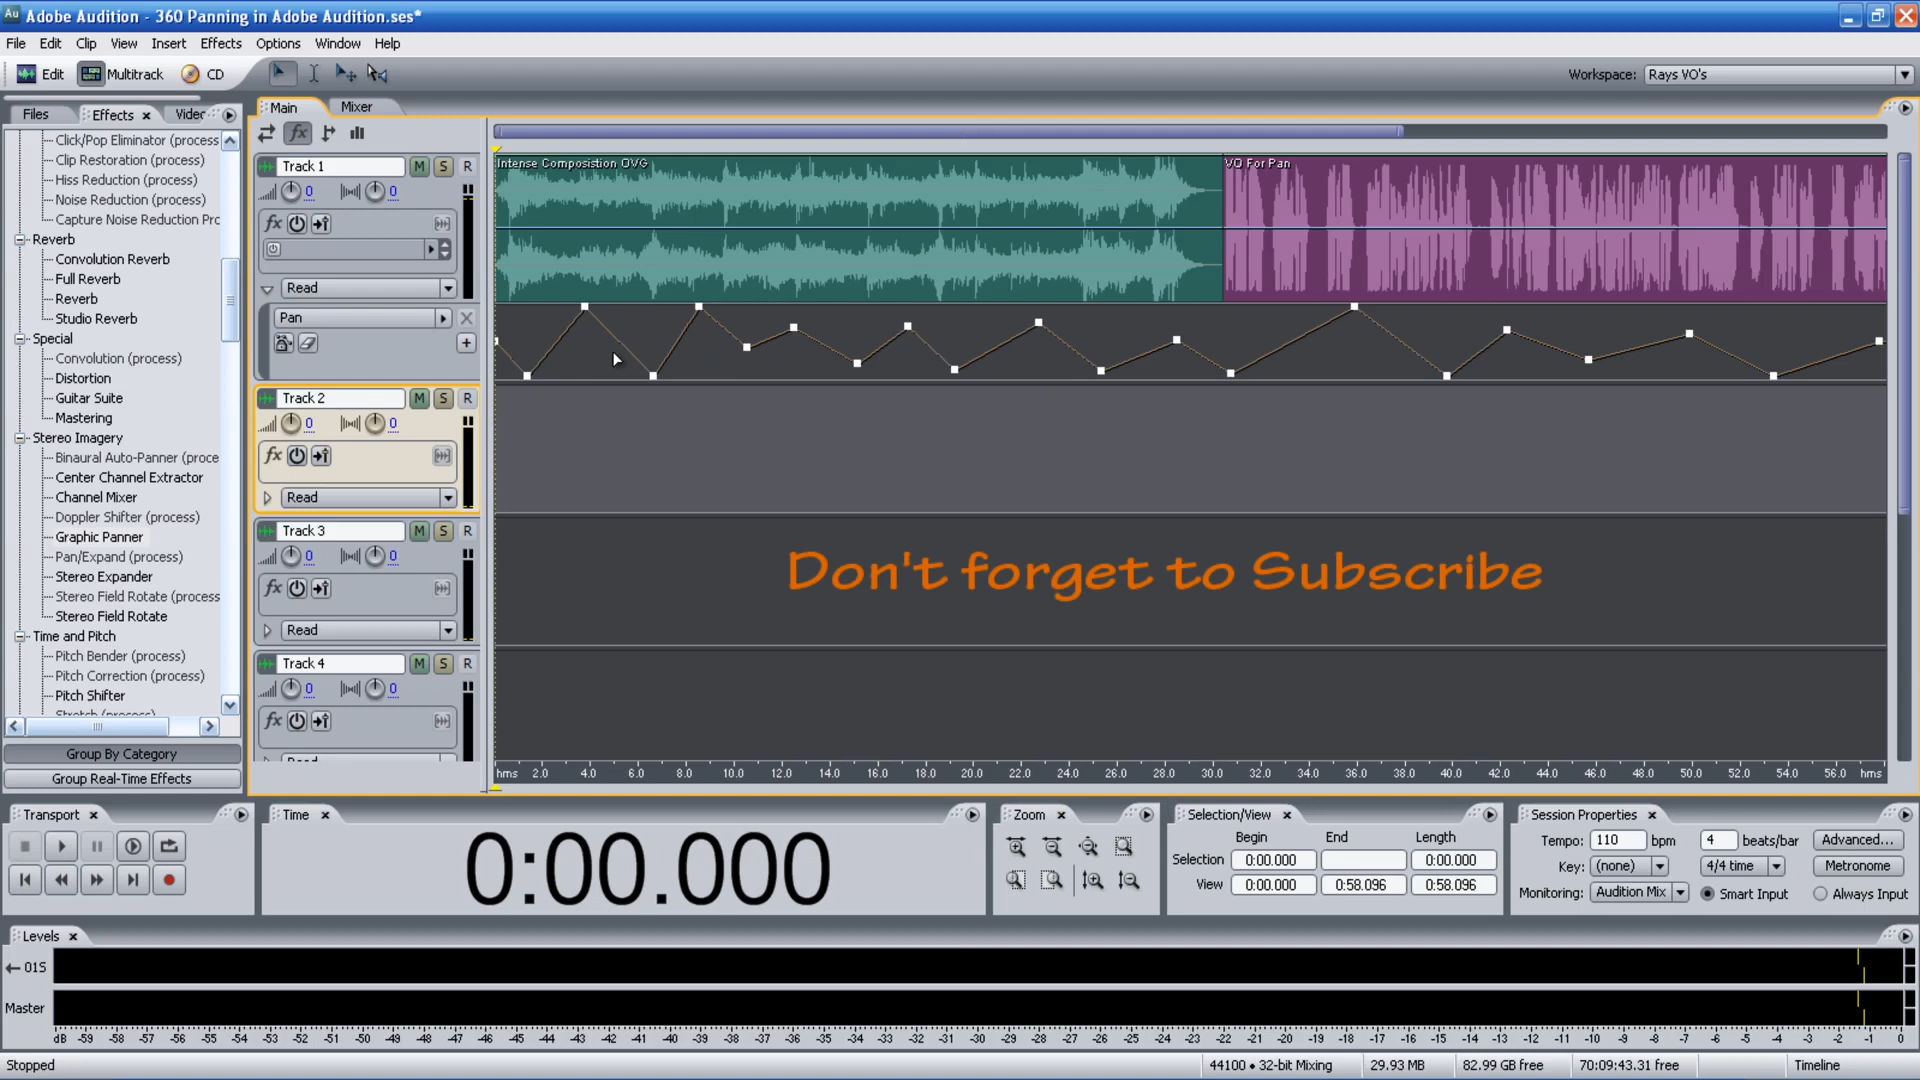 Adobe Audition - 360 Panning in Adobe Audition.ses*
File Edit Clip View Insert Effects Options Window Help
Edit Multitrack CD
Workspace: Rays VO's
Files Effects
Main Mixer
Click/Pop Eliminator (process
Clip Restoration (process)
Hiss Reduction (process)
Noise Reduction (process)
Capture Noise Reduction Pro
Reverb
Convolution Reverb
Full Reverb
Reverb
Studio Reverb
Special
Convolution (process)
Distortion
Guitar Suite
Mastering
Stereo Imagery
Binaural Auto-Panner (proce
Center Channel Extractor
Channel Mixer
Doppler Shifter (process)
Graphic Panner
Pan/Expand (process)
Stereo Expander
Stereo Field Rotate (process
Stereo Field Rotate
Time and Pitch
Pitch Bender (process)
Pitch Correction (process)
Pitch Shifter
Stretch (process)
Group By Category
Group Real-Time Effects
fx
Track 1 M S R
0 0
fx
Read
Pan
Track 2 M S R
0 0
fx
Read
Track 3 M S R
0 0
fx
Read
Track 4 M S R
0 0
fx
Read
Intense Composistion OVG
VO For Pan
Don't forget to Subscribe
hms 2.0 4.0 6.0 8.0 10.0 12.0 14.0 16.0 18.0 20.0 22.0 24.0 26.0 28.0 30.0 32.0 34.0 36.0 38.0 40.0 42.0 44.0 46.0 48.0 50.0 52.0 54.0 56.0 hms
Transport
Time
0:00.000
Zoom
Selection/View
Begin End Length
Selection 0:00.000 0:00.000
View 0:00.000 0:58.096 0:58.096
Session Properties
Tempo: 110 bpm 4 beats/bar Advanced...
Key: (none) 4/4 time Metronome
Monitoring: Audition Mix Smart Input Always Input
Levels
01S
Master
dB -59 -58 -57 -56 -55 -54 -53 -52 -51 -50 -49 -48 -47 -46 -45 -44 -43 -42 -41 -40 -39 -38 -37 -36 -35 -34 -33 -32 -31 -30 -29 -28 -27 -26 -25 -24 -23 -22 -21 -20 -19 -18 -17 -16 -15 -14 -13 -12 -11 -10 -9 -8 -7 -6 -5 -4 -3 -2 -1 0
Stopped
44100 • 32-bit Mixing 29.93 MB 82.99 GB free 70:09:43.31 free Timeline